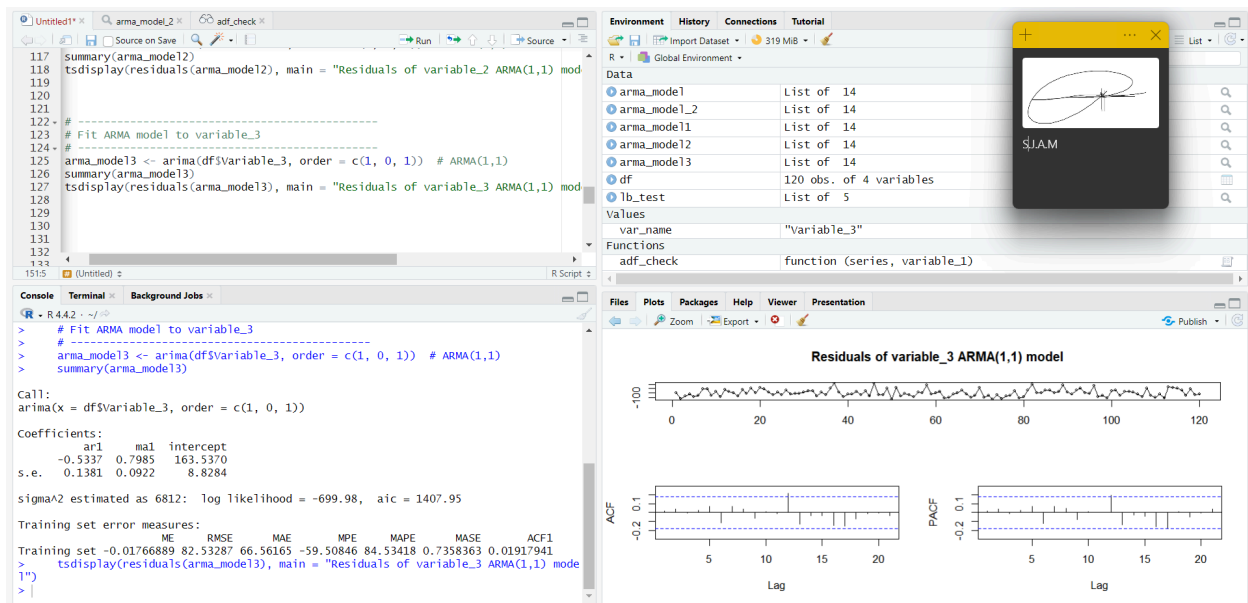 Untitled1* arma_model_2 adf_check
Source on Save Run Source
117 summary(arma_model2)
118 tsdisplay(residuals(arma_model2), main = "Residuals of variable_2 ARMA(1,1) mod
119
120
121
122 # -----------------------------------------------
123 # Fit ARMA model to variable_3
124 # -----------------------------------------------
125 arma_model3 <- arima(df$Variable_3, order = c(1, 0, 1))  # ARMA(1,1)
126 summary(arma_model3)
127 tsdisplay(residuals(arma_model3), main = "Residuals of variable_3 ARMA(1,1) mod
128
129
130
131
132
133
151:5 # (Untitled) R Script
Console Terminal Background Jobs
R R 4.4.2 · ~/
> # Fit ARMA model to variable_3
> # -----------------------------------------------
> arma_model3 <- arima(df$Variable_3, order = c(1, 0, 1))  # ARMA(1,1)
> summary(arma_model3)
Call:
arima(x = df$Variable_3, order = c(1, 0, 1))
Coefficients:
ar1 ma1 intercept
-0.5337 0.7985 163.5370
s.e. 0.1381 0.0922 8.8284
sigma^2 estimated as 6812:  log likelihood = -699.98,  aic = 1407.95
Training set error measures:
ME RMSE MAE MPE MAPE MASE ACF1
Training set -0.01766889 82.53287 66.56165 -59.50846 84.53418 0.7358363 0.01917941
> tsdisplay(residuals(arma_model3), main = "Residuals of variable_3 ARMA(1,1) mode
l")
>
Environment History Connections Tutorial
Import Dataset 319 MiB List
R Global Environment
Data
arma_model List of 14
arma_model_2 List of 14
arma_model1 List of 14
arma_model2 List of 14
arma_model3 List of 14
df 120 obs. of 4 variables
lb_test List of 5
Values
var_name "Variable_3"
Functions
adf_check function (series, variable_1)
S.J.A.M
Files Plots Packages Help Viewer Presentation
Zoom Export Publish
Residuals of variable_3 ARMA(1,1) model
-100
0 20 40 60 80 100 120
ACF
-0.2 0.1
5 10 15 20
Lag
PACF
-0.2 0.1
5 10 15 20
Lag